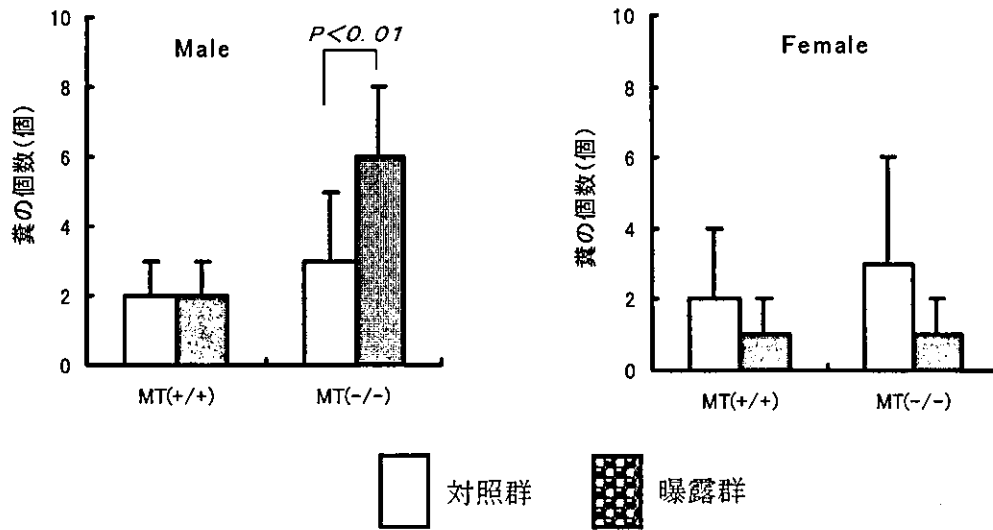 Male
P<0.01
糞の個数(個)
10
8
6
4
2
0
MT(+/+)
MT(-/-)
Female
糞の個数(個)
10
8
6
4
2
0
MT(+/+)
MT(-/-)
対照群
曝露群